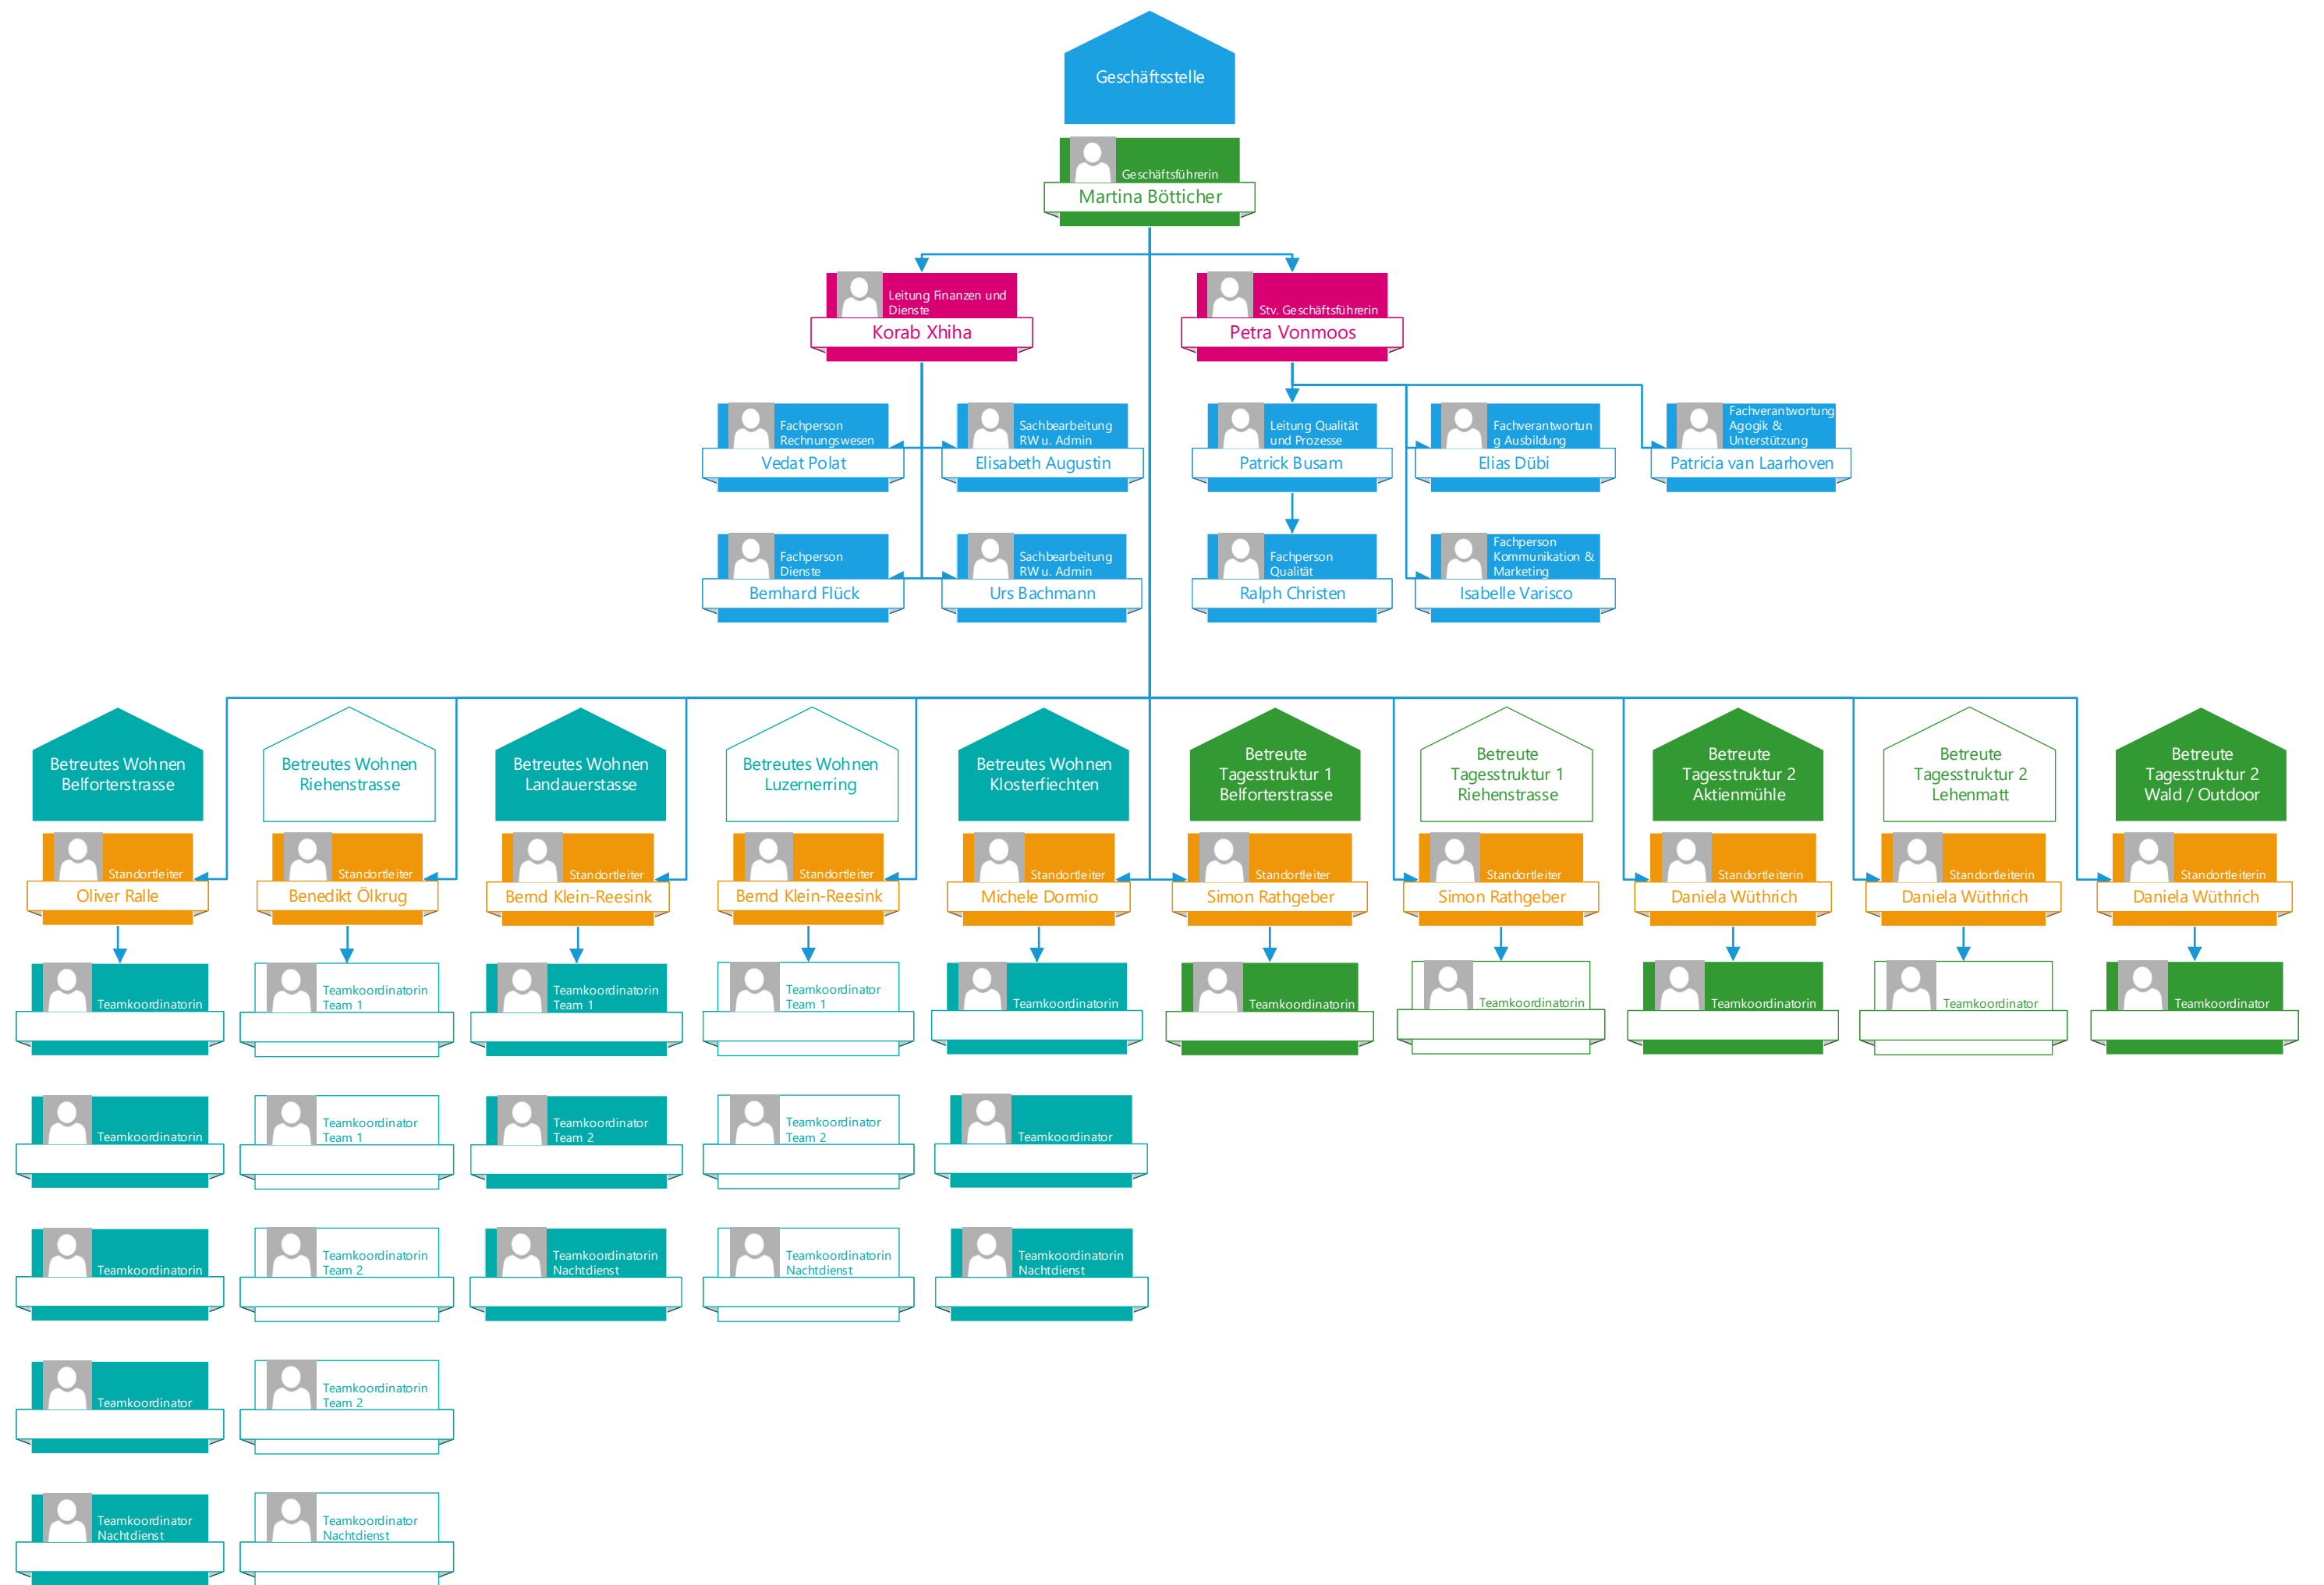 Geschäftsstelle
Geschäftsführerin
Martina Bötticher
Leitung Finanzen und
Dienste
Korab Xhiha
Stv. Geschäftsführerin
Petra Vonmoos
Fachperson
Rechnungswesen
Vedat Polat
Sachbearbeitung
RW u. Admin
Elisabeth Augustin
Leitung Qualität
und Prozesse
Patrick Busam
Fachverantwortun
g Ausbildung
Elias Dübi
Fachverantwortung
Agogik &
Unterstützung
Patricia van Laarhoven
Fachperson
Dienste
Bernhard Flück
Sachbearbeitung
RW u. Admin
Urs Bachmann
Fachperson
Qualität
Ralph Christen
Fachperson
Kommunikation &
Marketing
Isabelle Varisco
Betreutes Wohnen
Belforterstrasse
Betreutes Wohnen
Riehenstrasse
Betreutes Wohnen
Landauerstasse
Betreutes Wohnen
Luzernerring
Betreutes Wohnen
Klosterfiechten
Betreute
Tagesstruktur 1
Belforterstrasse
Betreute
Tagesstruktur 1
Riehenstrasse
Betreute
Tagesstruktur 2
Aktienmühle
Betreute
Tagesstruktur 2
Lehenmatt
Betreute
Tagesstruktur 2
Wald / Outdoor
Standortleiter
Oliver Ralle
Standortleiter
Benedikt Ölkrug
Standortleiter
Bernd Klein-Reesink
Standortleiter
Bernd Klein-Reesink
Standortleiter
Michele Dormio
Standortleiter
Simon Rathgeber
Standortleiter
Simon Rathgeber
Standortleiterin
Daniela Wüthrich
Standortleiterin
Daniela Wüthrich
Standortleiterin
Daniela Wüthrich
Teamkoordinatorin
Teamkoordinatorin
Team 1
Teamkoordinatorin
Team 1
Teamkoordinator
Team 1
Teamkoordinatorin
Teamkoordinatorin
Teamkoordinatorin
Teamkoordinatorin
Teamkoordinator
Teamkoordinator
Teamkoordinatorin
Teamkoordinator
Team 1
Teamkoordinator
Team 2
Teamkoordinator
Team 2
Teamkoordinator
Teamkoordinatorin
Teamkoordinatorin
Team 2
Teamkoordinatorin
Nachtdienst
Teamkoordinatorin
Nachtdienst
Teamkoordinatorin
Nachtdienst
Teamkoordinator
Teamkoordinatorin
Team 2
Teamkoordinator
Nachtdienst
Teamkoordinator
Nachtdienst